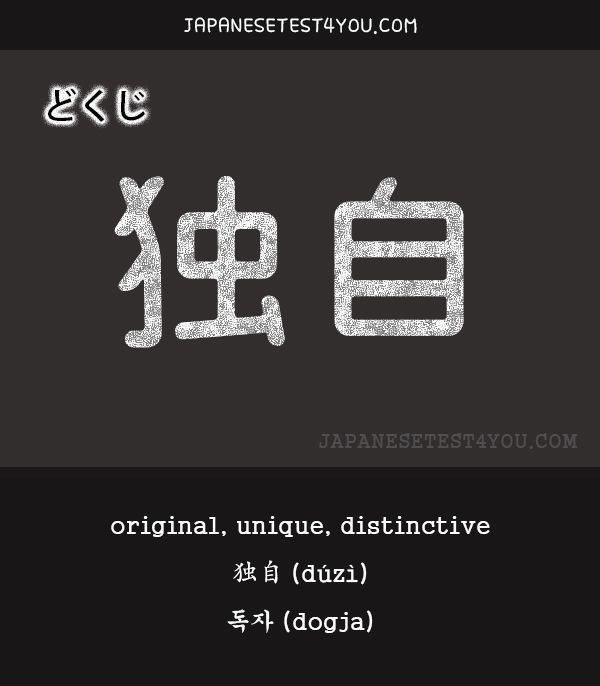 JAPANESETEST4YOU.COM
どくじ
独自
JAPANESETEST4YOU.COM
original, unique, distinctive
独自 (dúzì)
독자 (dogja)